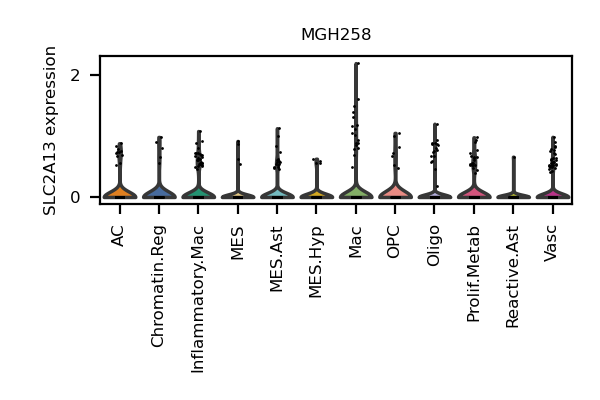 MGH258
SLC2A13 expression
2
0
AC
Chromatin.Reg
Inflammatory.Mac
MES
MES.Ast
MES.Hyp
Mac
OPC
Oligo
Prolif.Metab
Reactive.Ast
Vasc